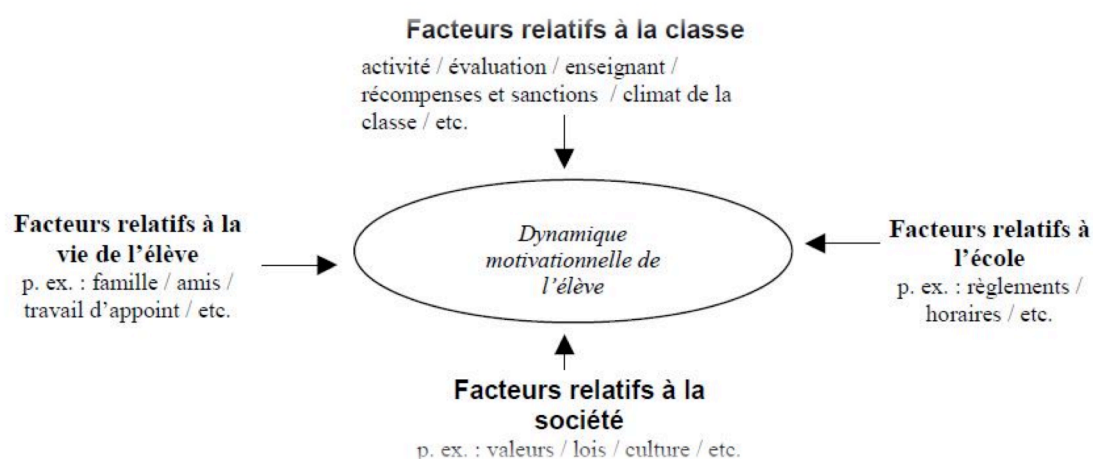 Facteurs relatifs à la classe
activité / évaluation / enseignant /
récompenses et sanctions / climat de la
classe / etc.
Facteurs relatifs à la
vie de l'élève
p. ex. : famille / amis /
travail d'appoint / etc.
Dynamique
motivationnelle de
l'élève
Facteurs relatifs à
l'école
p. ex. : règlements /
horaires / etc.
Facteurs relatifs à la
société
p. ex. : valeurs / lois / culture / etc.